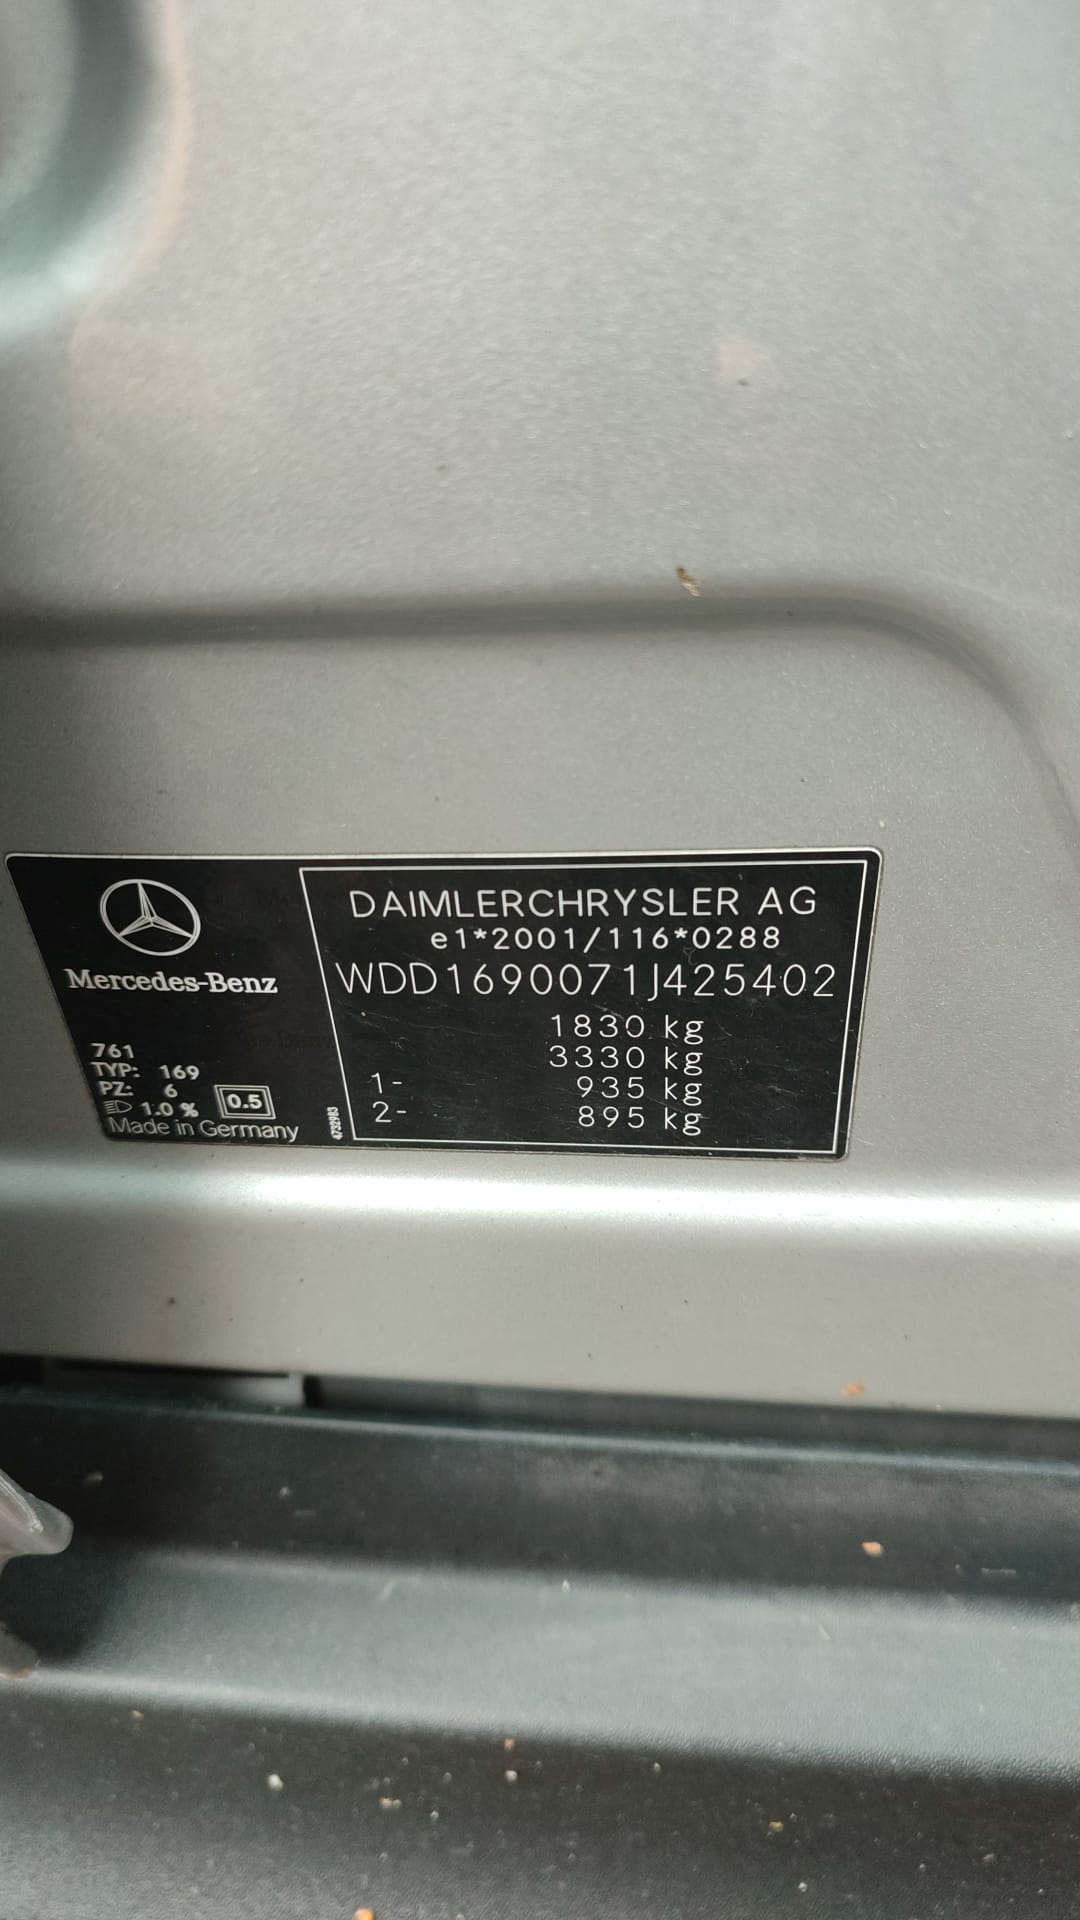 Mercedes-Benz
761
TYP: 169
PZ: 6
1.0 %
0.5
Made in Germany
4732983
DAIMLERCHRYSLER AG
e1*2001/116*0288
WDD1690071J425402
1830 kg
3330 kg
1- 935 kg
2- 895 kg